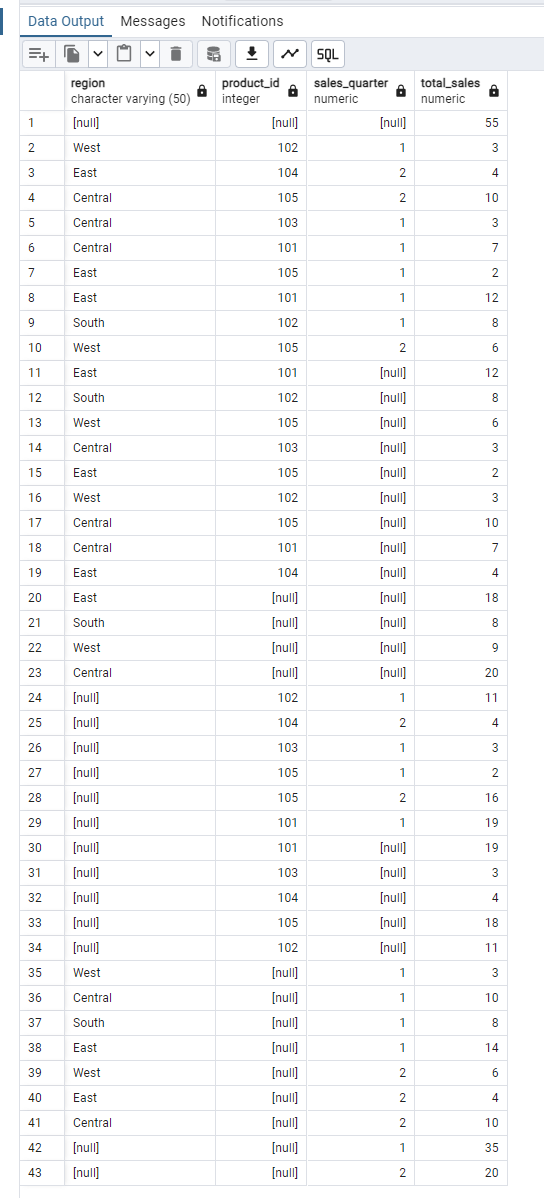 Data Output Messages Notifications
SQL
region product_id sales_quarter total_sales
character varying (50) integer numeric numeric
1 [null] [null] [null] 55
2 West 102 1 3
3 East 104 2 4
4 Central 105 2 10
5 Central 103 1 3
6 Central 101 1 7
7 East 105 1 2
8 East 101 1 12
9 South 102 1 8
10 West 105 2 6
11 East 101 [null] 12
12 South 102 [null] 8
13 West 105 [null] 6
14 Central 103 [null] 3
15 East 105 [null] 2
16 West 102 [null] 3
17 Central 105 [null] 10
18 Central 101 [null] 7
19 East 104 [null] 4
20 East [null] [null] 18
21 South [null] [null] 8
22 West [null] [null] 9
23 Central [null] [null] 20
24 [null] 102 1 11
25 [null] 104 2 4
26 [null] 103 1 3
27 [null] 105 1 2
28 [null] 105 2 16
29 [null] 101 1 19
30 [null] 101 [null] 19
31 [null] 103 [null] 3
32 [null] 104 [null] 4
33 [null] 105 [null] 18
34 [null] 102 [null] 11
35 West [null] 1 3
36 Central [null] 1 10
37 South [null] 1 8
38 East [null] 1 14
39 West [null] 2 6
40 East [null] 2 4
41 Central [null] 2 10
42 [null] [null] 1 35
43 [null] [null] 2 20